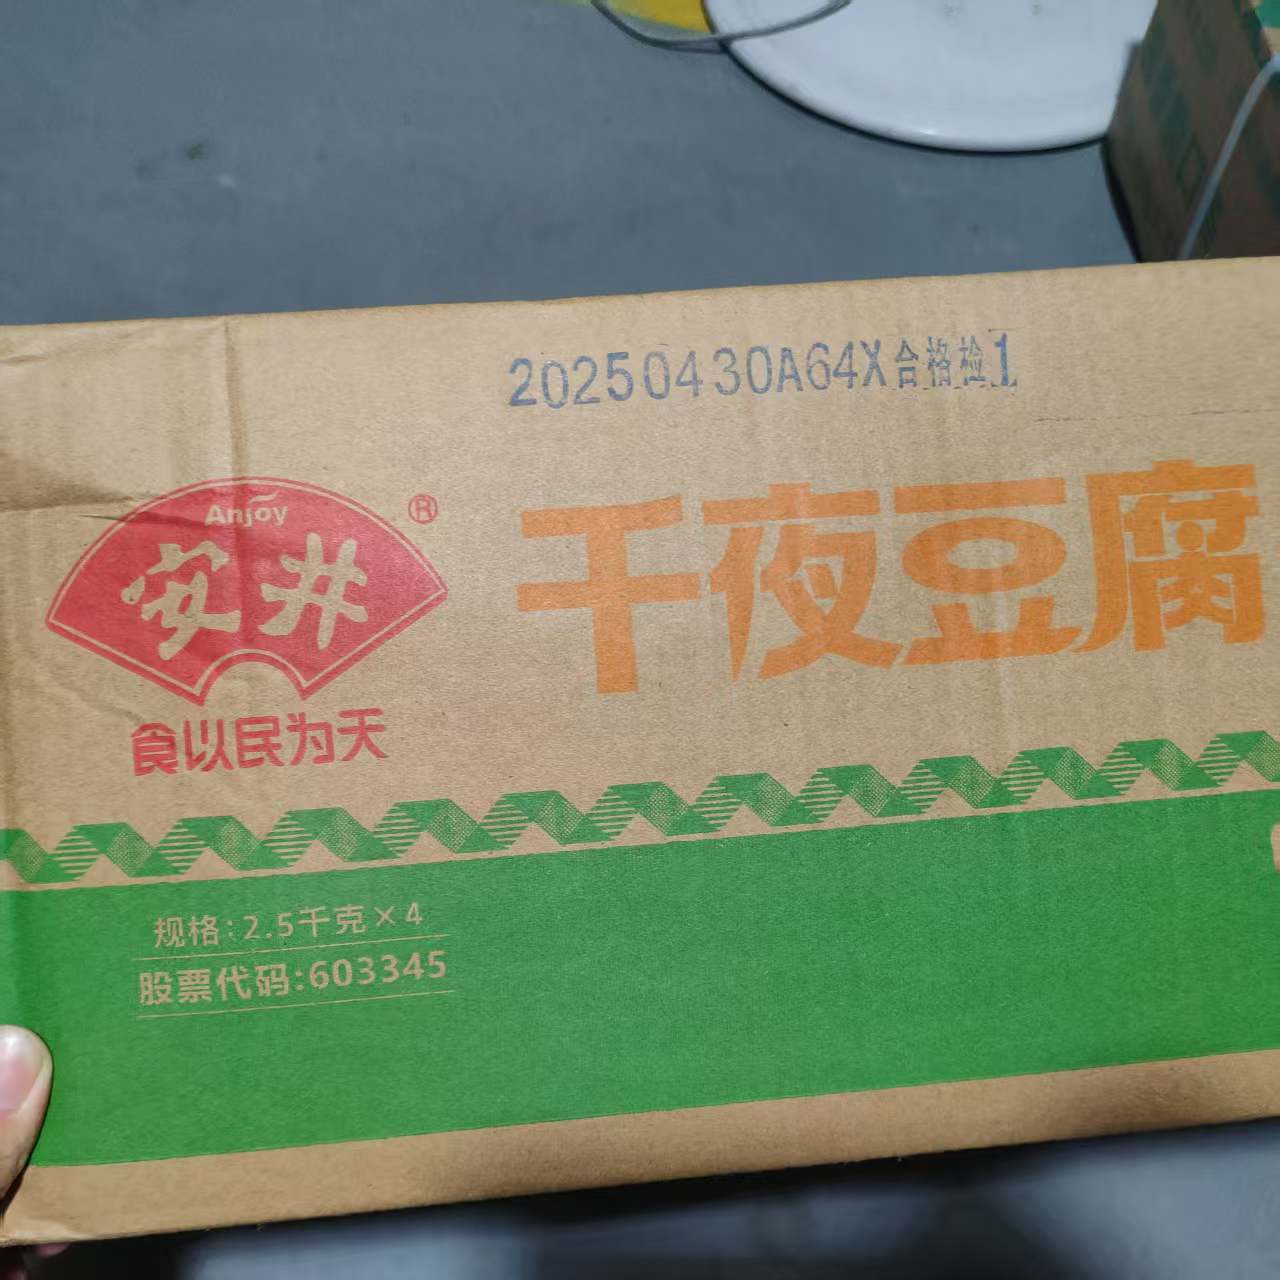 20250430A64X合格检1
Anjoy
安井®
食以民为天
千夜豆腐
规格:2.5千克×4
股票代码:603345